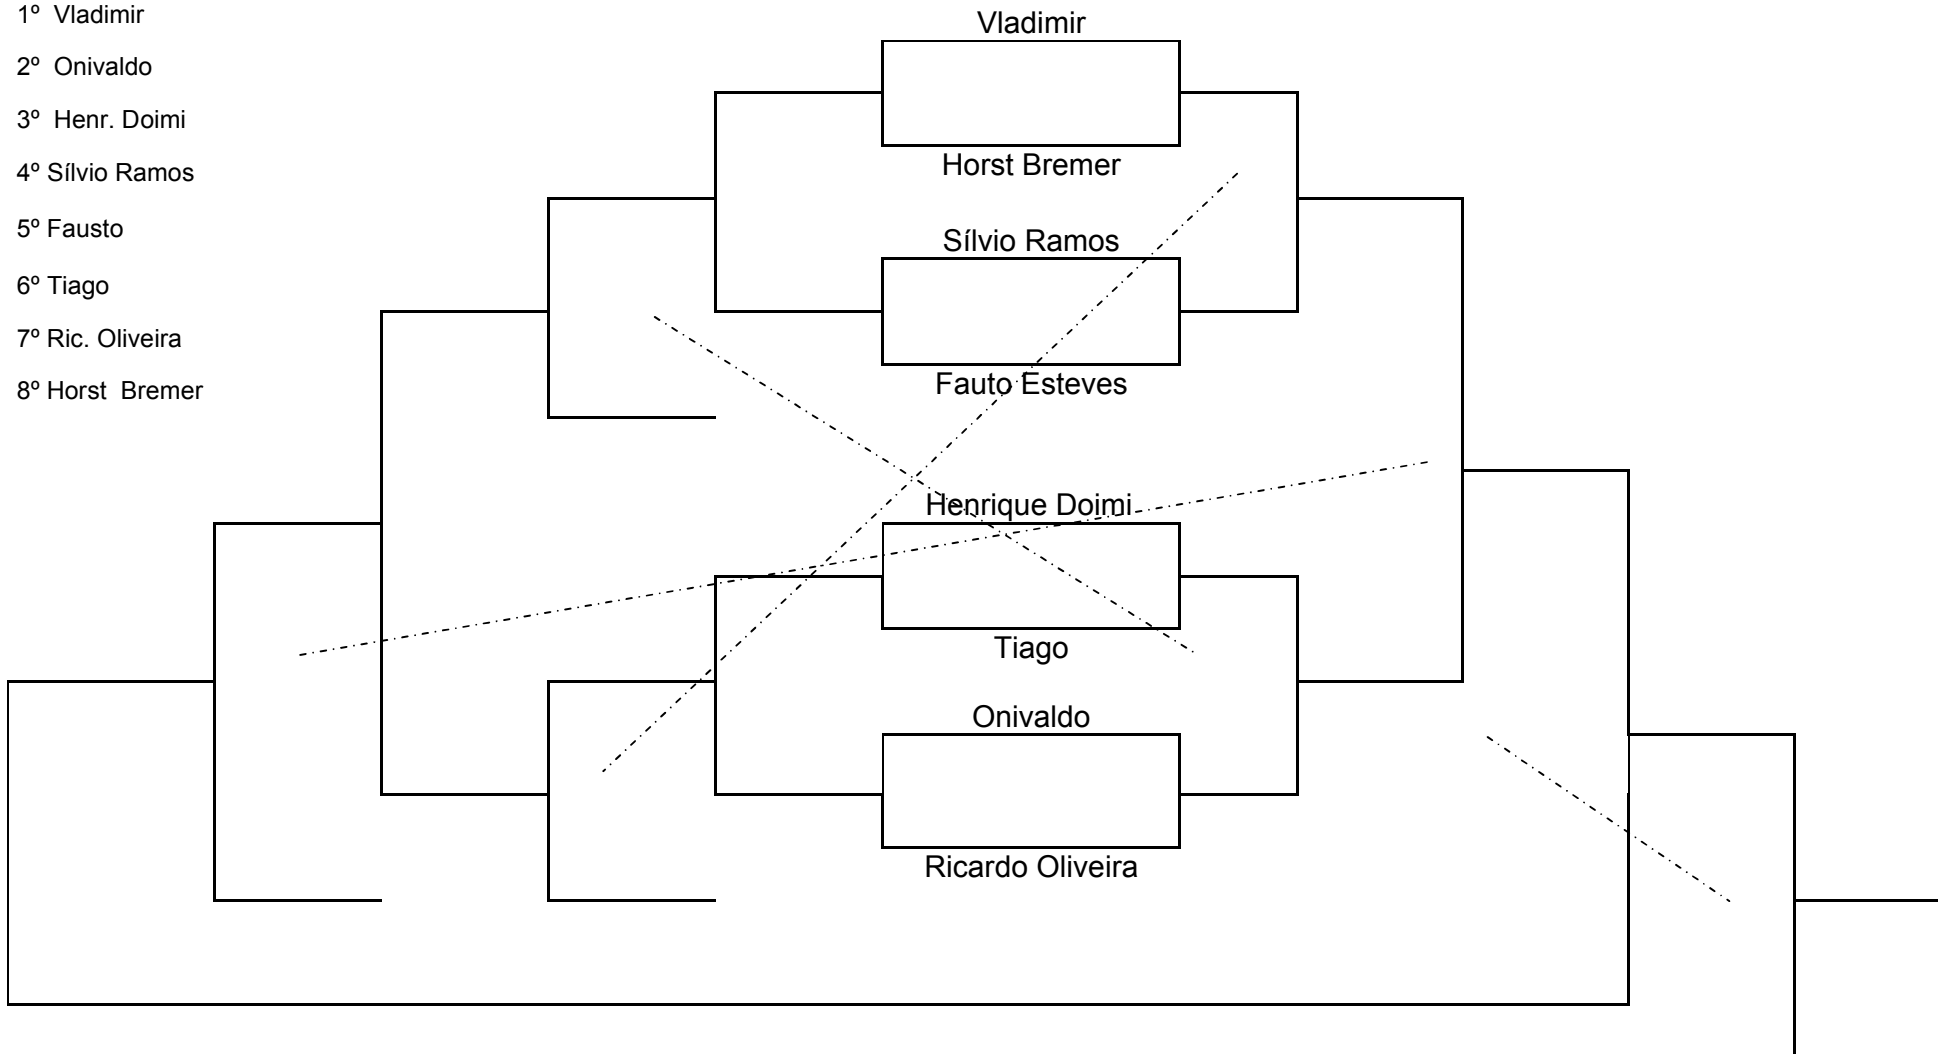 1º Vladimir
2º Onivaldo
3º Henr. Doimi
4º Sílvio Ramos
5º Fausto
6º Tiago
7º Ric. Oliveira
8º Horst Bremer
Vladimir
Horst Bremer
Sílvio Ramos
Fauto Esteves
Henrique Doimi
Tiago
Onivaldo
Ricardo Oliveira